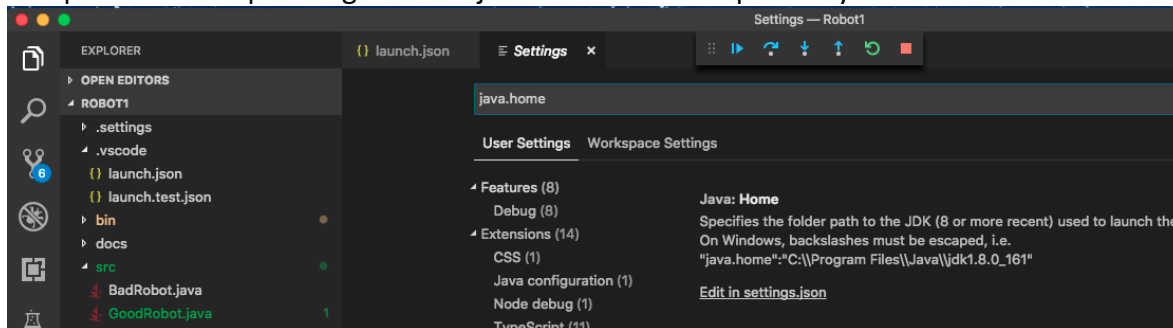 Settings — Robot1
EXPLORER
{} launch.json
Settings ×
OPEN EDITORS
ROBOT1
.settings
.vscode
{} launch.json
{} launch.test.json
bin
docs
src
BadRobot.java
GoodRobot.java 1
6
java.home
User Settings Workspace Settings
Features (8)
Debug (8)
Extensions (14)
CSS (1)
Java configuration (1)
Node debug (1)
TypeScript (11)
Java: Home
Specifies the folder path to the JDK (8 or more recent) used to launch the
On Windows, backslashes must be escaped, i.e.
"java.home":"C:\\Program Files\\Java\\jdk1.8.0_161"
Edit in settings.json